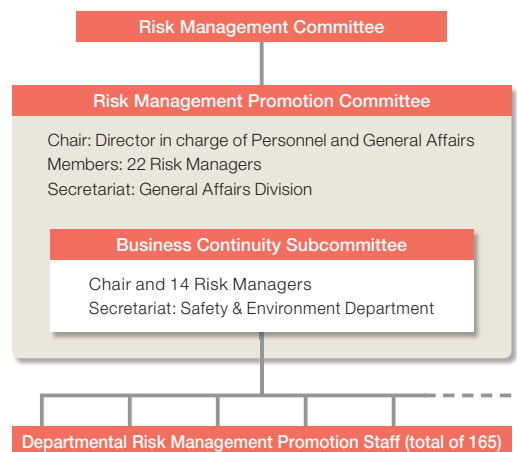 Risk Management Committee
Risk Management Promotion Committee
Chair: Director in charge of Personnel and General Affairs
Members: 22 Risk Managers
Secretariat: General Affairs Division
Business Continuity Subcommittee
Chair and 14 Risk Managers
Secretariat: Safety & Environment Department
Departmental Risk Management Promotion Staff (total of 165)